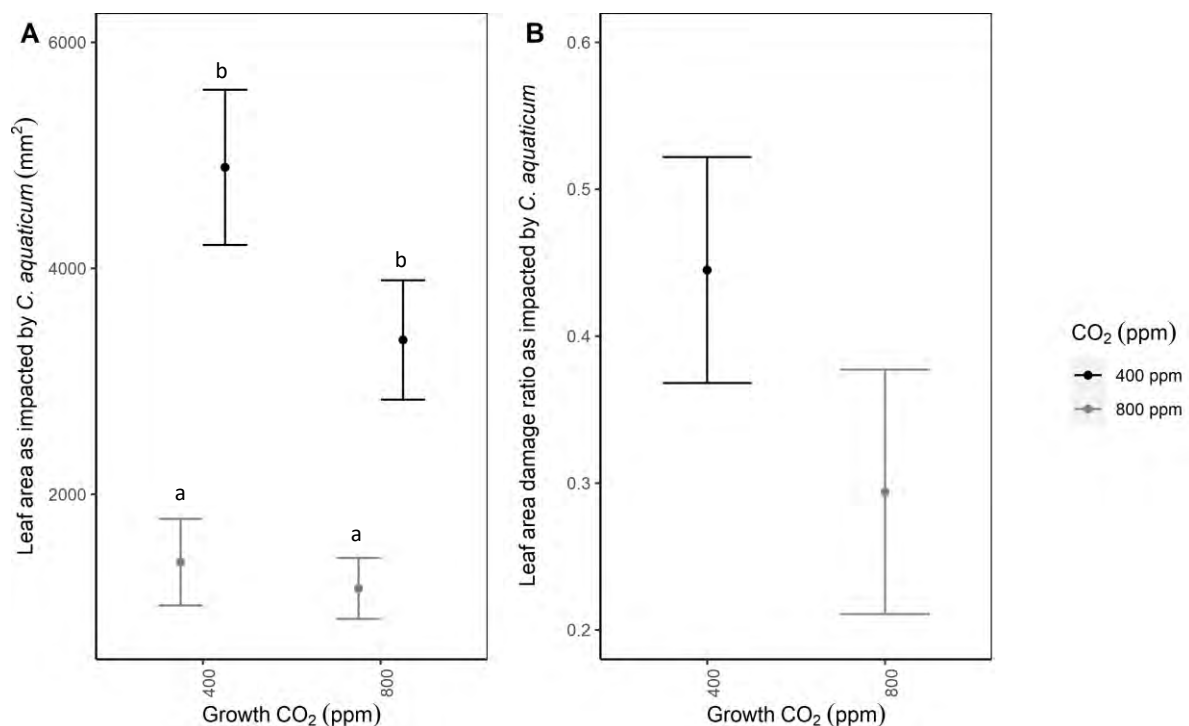 A
Leaf area as impacted by C. aquaticum (mm²)
6000
4000
2000
b
b
a
a
400
800
Growth CO₂ (ppm)
B
Leaf area damage ratio as impacted by C. aquaticum
0.6
0.5
0.4
0.3
0.2
400
800
Growth CO₂ (ppm)
CO₂ (ppm)
400 ppm
800 ppm